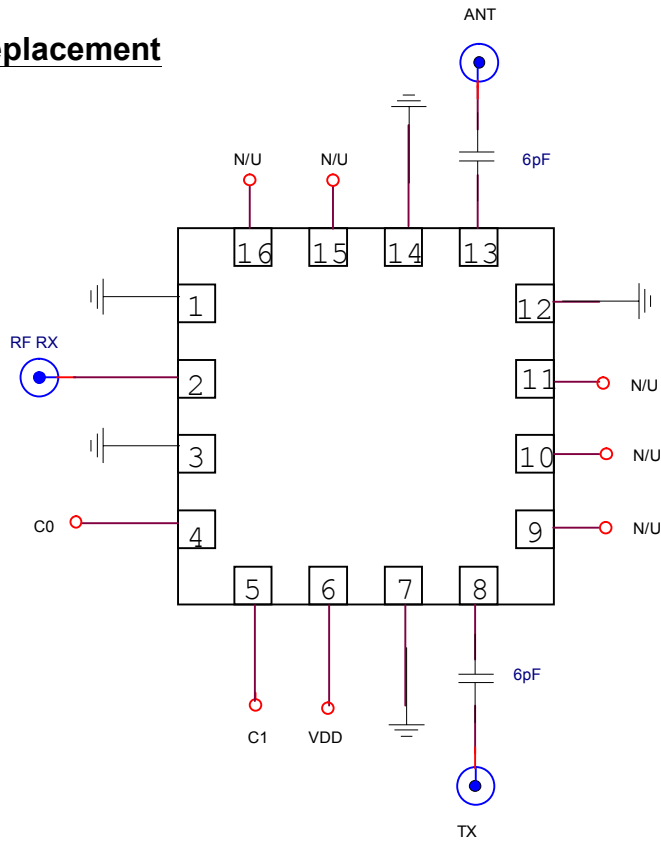 ANT
eplacement
N/U N/U 6pF
16 15 14 13
1 12
RF RX
2 11 N/U
3 10 N/U
C0 4 9 N/U
5 6 7 8
6pF
C1 VDD
TX